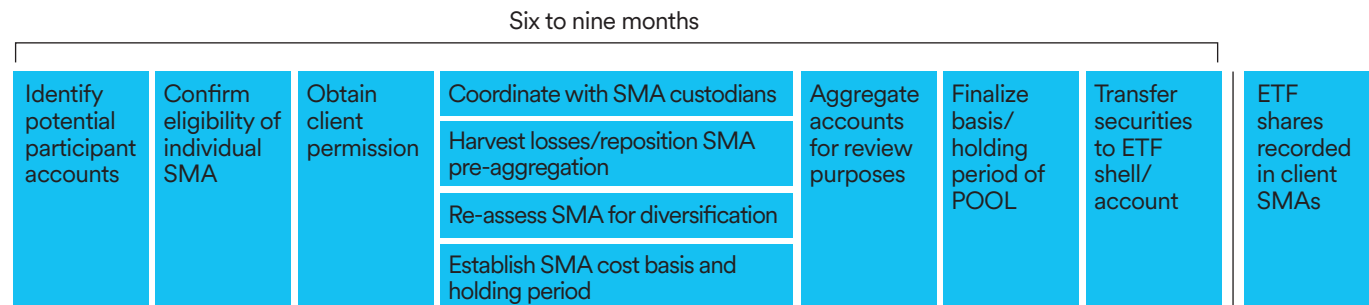 Six to nine months
Identify
potential
participant
accounts
Confirm
eligibility of
individual
SMA
Obtain
client
permission
Coordinate with SMA custodians
Harvest losses/reposition SMA
pre-aggregation
Re-assess SMA for diversification
Establish SMA cost basis and
holding period
Aggregate
accounts
for review
purposes
Finalize
basis/
holding
period of
POOL
Transfer
securities
to ETF
shell/
account
ETF
shares
recorded
in client
SMAs